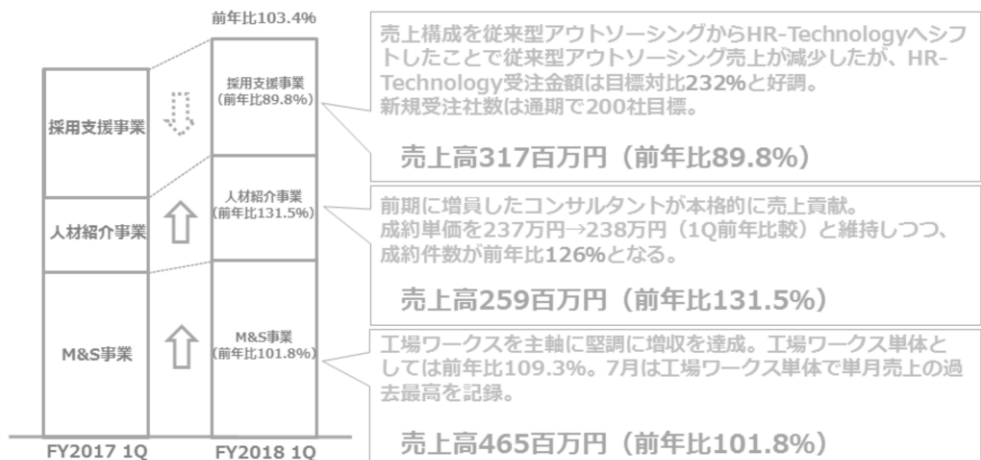 前年比103.4%
採用支援事業
人材紹介事業
M&S事業
FY2017 1Q
採用支援事業
(前年比89.8%)
人材紹介事業
(前年比131.5%)
M&S事業
(前年比101.8%)
FY2018 1Q
売上構成を従来型アウトソーシングからHR-Technologyへシフ
トしたことで従来型アウトソーシング売上が減少したが、HR-
Technology受注金額は目標対比232%と好調。
新規受注社数は通期で200社目標。
売上高317百万円（前年比89.8%）
前期に増員したコンサルタントが本格的に売上貢献。
成約単価を237万円→238万円（1Q前年比較）と維持しつつ、
成約件数が前年比126%となる。
売上高259百万円（前年比131.5%）
工場ワークスを主軸に堅調に増収を達成。工場ワークス単体と
しては前年比109.3%。7月は工場ワークス単体で単月売上の過
去最高を記録。
売上高465百万円（前年比101.8%）